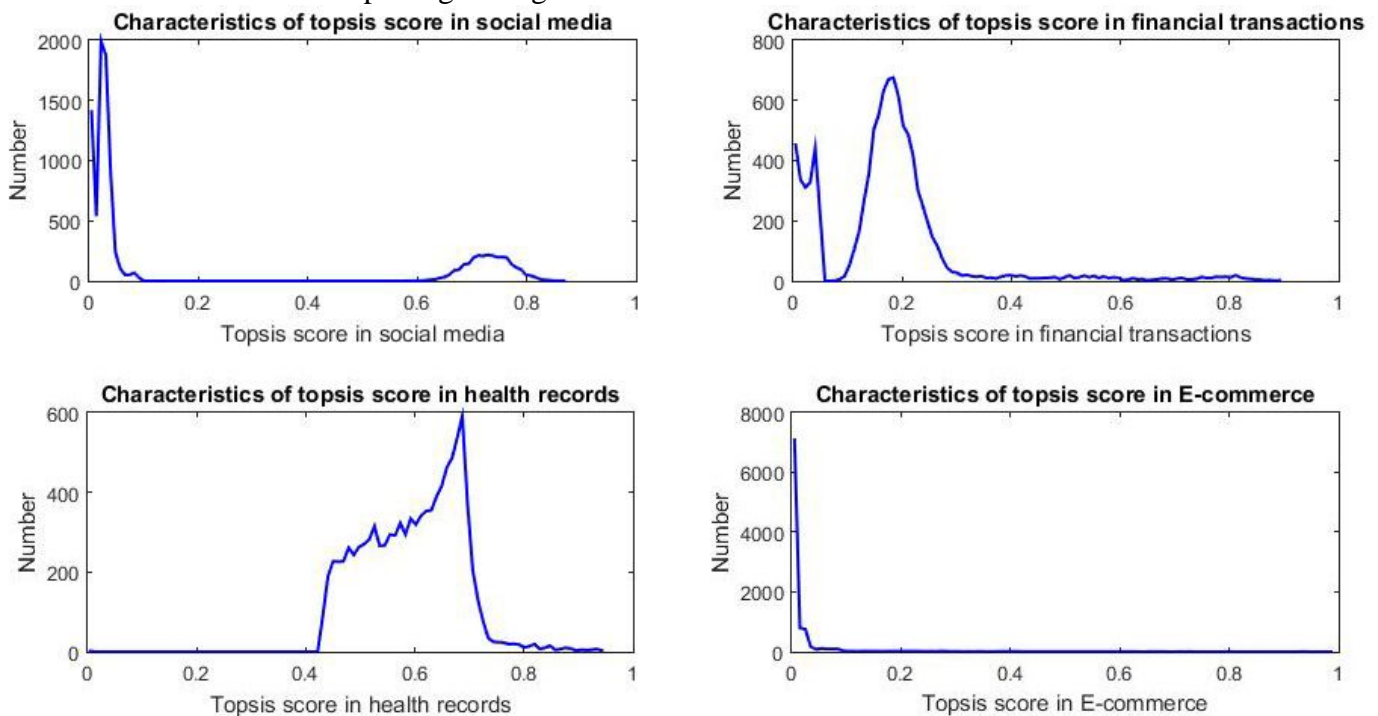 Characteristics of topsis score in social media
2000
1500
1000
500
0
0 0.2 0.4 0.6 0.8 1
Number
Topsis score in social media
Characteristics of topsis score in financial transactions
800
600
400
200
0
0 0.2 0.4 0.6 0.8 1
Number
Topsis score in financial transactions
Characteristics of topsis score in health records
600
400
200
0
0 0.2 0.4 0.6 0.8 1
Number
Topsis score in health records
Characteristics of topsis score in E-commerce
8000
6000
4000
2000
0
0 0.2 0.4 0.6 0.8 1
Number
Topsis score in E-commerce